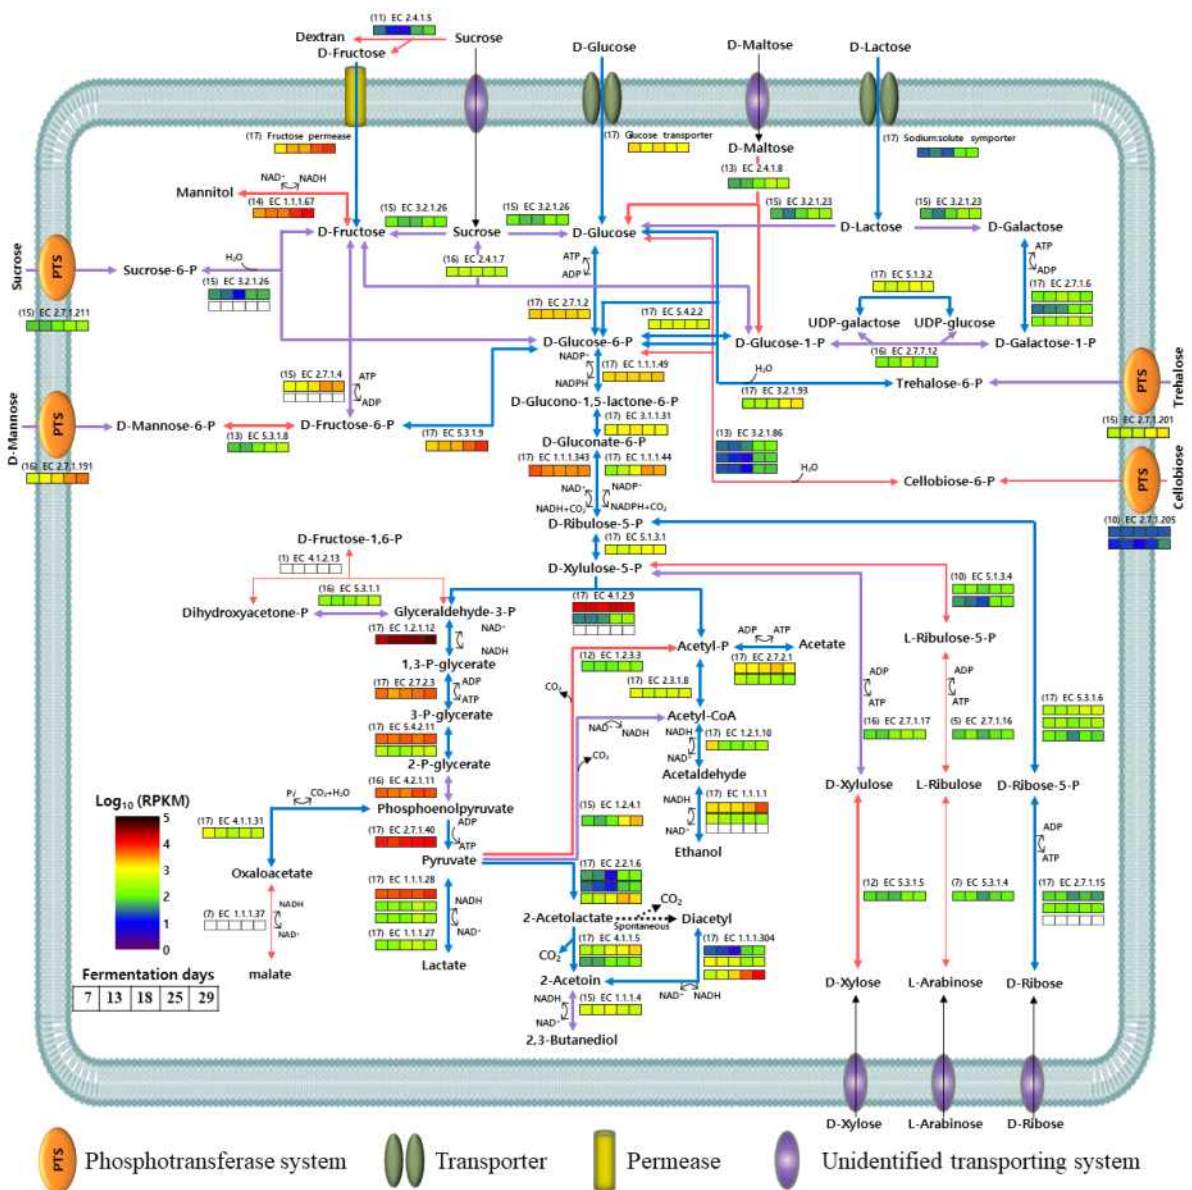 (11) EC 2.4.1.5
Dextran
Sucrose
D-Fructose
D-Glucose
D-Maltose
D-Lactose
(17) Fructose permease
(17) Glucose transporter
(17) Sodium:solute symporter
D-Maltose
(13) EC 2.4.1.8
NAD⁺ NADH
Mannitol
(14) EC 1.1.1.67
(15) EC 3.2.1.26
(15) EC 3.2.1.26
(15) EC 3.2.1.23
(15) EC 3.2.1.23
D-Fructose
Sucrose
D-Glucose
D-Lactose
D-Galactose
Sucrose
PTS
Sucrose-6-P
H₂O
(15) EC 3.2.1.26
(16) EC 2.4.1.7
ATP
ADP
(17) EC 5.1.3.2
ATP
ADP
(17) EC 2.7.1.6
(15) EC 2.7.1.211
(17) EC 2.7.1.2
(17) EC 5.4.2.2
UDP-galactose
UDP-glucose
D-Glucose-6-P
D-Glucose-1-P
D-Galactose-1-P
(16) EC 2.7.7.12
NADP⁺
NADPH
(17) EC 1.1.1.49
(15) EC 2.7.1.4
ATP
ADP
H₂O
(17) EC 3.2.1.93
Trehalose-6-P
PTS
Trehalose
(15) EC 2.7.1.201
D-Glucono-1,5-lactone-6-P
(17) EC 3.1.1.31
D-Mannose
PTS
D-Mannose-6-P
D-Fructose-6-P
(13) EC 5.3.1.8
(17) EC 5.3.1.9
D-Gluconate-6-P
(13) EC 3.2.1.86
(16) EC 2.7.1.191
(17) EC 1.1.1.343
(17) EC 1.1.1.44
NAD⁺
NADP⁺
NADH+CO₂
NADPH+CO₂
H₂O
Cellobiose-6-P
PTS
Cellobiose
(10) EC 2.7.1.205
D-Ribulose-5-P
(17) EC 5.1.3.1
D-Fructose-1,6-P
(1) EC 4.1.2.13
D-Xylulose-5-P
(16) EC 5.3.1.1
(17) EC 4.1.2.9
(10) EC 5.1.3.4
Dihydroxyacetone-P
Glyceraldehyde-3-P
(17) EC 1.2.1.12
NAD⁺
NADH
ADP ATP
Acetyl-P
Acetate
L-Ribulose-5-P
(12) EC 1.2.3.3
(17) EC 2.7.2.1
1,3-P-glycerate
(17) EC 2.7.2.3
ADP
ATP
CO₂
(17) EC 2.3.1.8
ADP
ATP
ADP
ATP
(17) EC 5.3.1.6
3-P-glycerate
Acetyl-CoA
(17) EC 5.4.2.11
NAD⁺ NADH
NADH
NAD⁺
(17) EC 1.2.1.10
(16) EC 2.7.1.17
(5) EC 2.7.1.16
2-P-glycerate
CO₂
Acetaldehyde
(16) EC 4.2.1.11
D-Xylulose
L-Ribulose
D-Ribose-5-P
Log₁₀ (RPKM)
5
4
3
2
1
0
Pi CO₂+H₂O
Phosphoenolpyruvate
(17) EC 4.1.1.31
(17) EC 2.7.1.40
ADP
ATP
(15) EC 1.2.4.1
NADH
NAD⁺
(17) EC 1.1.1.1
ADP
ATP
Pyruvate
Ethanol
Oxaloacetate
(17) EC 2.2.1.6
(17) EC 1.1.1.28
(12) EC 5.3.1.5
(7) EC 5.3.1.4
(17) EC 2.7.1.15
NADH
NAD⁺
(7) EC 1.1.1.37
NADH
NAD⁺
2-Acetolactate
CO₂
Spontaneous
Diacetyl
(17) EC 1.1.1.27
(17) EC 4.1.1.5
(17) EC 1.1.1.304
CO₂
malate
Lactate
Fermentation days
7 13 18 25 29
2-Acetoin
NAD⁺ NADH
D-Xylose
L-Arabinose
D-Ribose
NADH
NAD⁺
(15) EC 1.1.1.4
2,3-Butanediol
D-Xylose
L-Arabinose
D-Ribose
PTS
Phosphotransferase system
Transporter
Permease
Unidentified transporting system